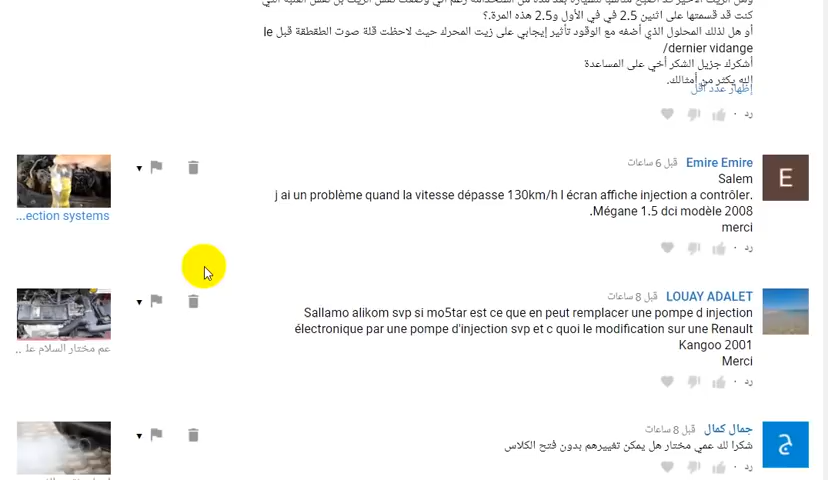 كنت قد قسمتها على اثنين 2.5 في في الأول و2.5 هذه المرة.؟
أو هل لذلك المحلول الذي أضفه مع الوقود تأثير إيجابي على زيت المحرك حيث لاحظت قلة صوت الطقطقة قبل le
dernier vidange/
أشكرك جزيل الشكر أخي على المساعدة
الله يكثر من أمثالك.
إظهار عدد أقل
رد
Emire Emire قبل 6 ساعات
Salem
j ai un problème quand la vitesse dépasse 130km/h l écran affiche injection a contrôler.
Mégane 1.5 dci modèle 2008.
merci
رد
...ection systems
LOUAY ADALET قبل 8 ساعات
Sallamo alikom svp si mo5tar est ce que en peut remplacer une pompe d injection
électronique par une pompe d'injection svp et c quoi le modification sur une Renault
Kangoo 2001
Merci
رد
عم مختار السلام علـ ..
جمال كمال قبل 8 ساعات
شكرا لك عمي مختار هل يمكن تغييرهم بدون فتح الكلاس
رد
E
ج